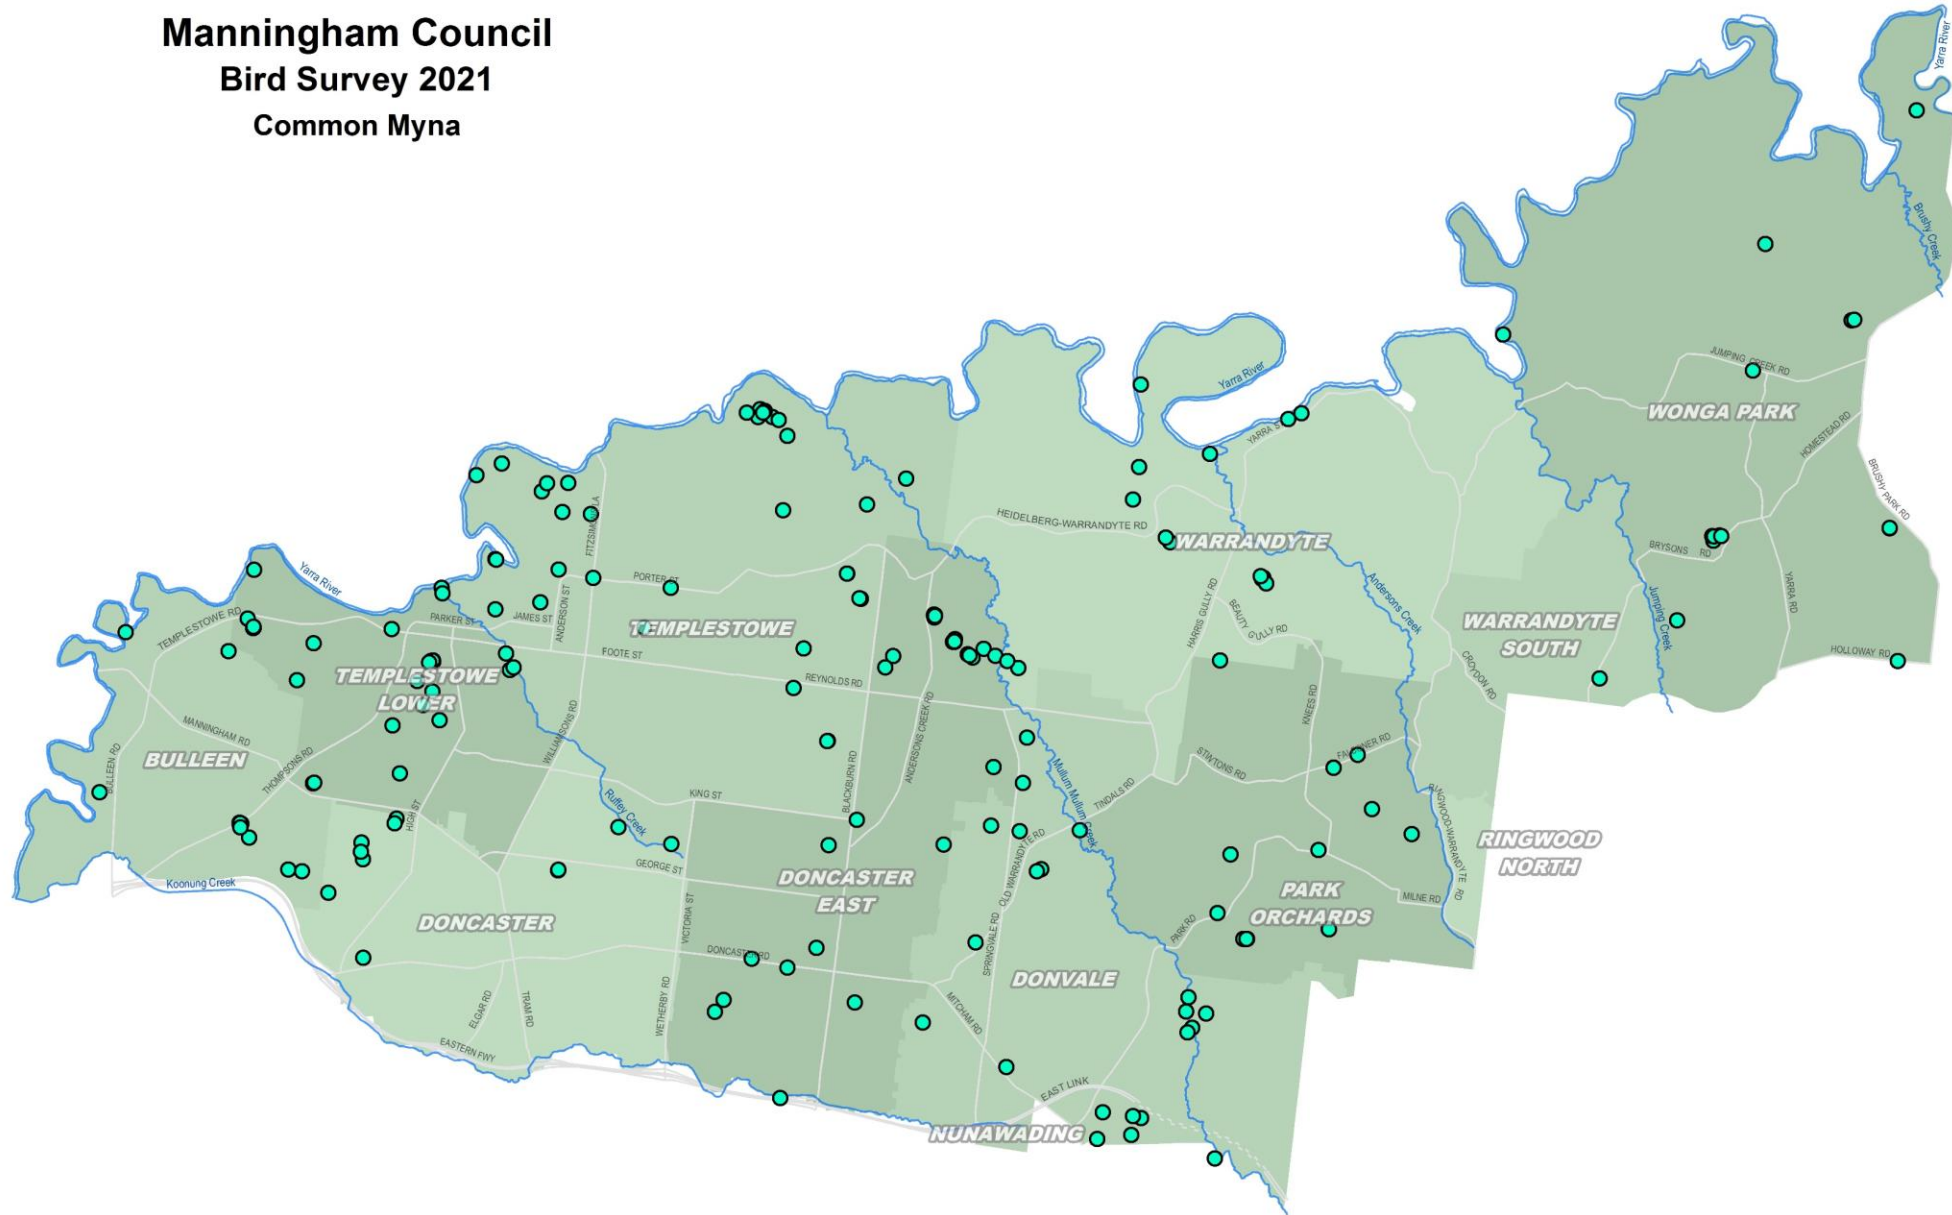 Manningham Council
Bird Survey 2021
Common Myna
Yarra River
Brushy Creek
JUMPING CREEK RD
WONGA PARK
HOMESTEAD RD
BRUSHY PARK RD
Yarra River
YARRA ST
HEIDELBERG-WARRANDYTE RD
WARRANDYTE
BRYSONS RD
Jumping Creek
YARRA RD
HOLLOWAY RD
Andersons Creek
WARRANDYTE
SOUTH
CROYDON RD
HARRIS GULLY RD
BEAUTY GULLY RD
KNEES RD
Yarra River
TEMPLESTOWE RD
PARKER ST
JAMES ST
ANDERSON ST
PORTER ST
TEMPLESTOWE
FOOTE ST
REYNOLDS RD
TEMPLESTOWE
LOWER
MANNINGHAM RD
BULLEEN
BULLEEN RD
THOMPSONS RD
HIGH ST
WILLIAMSONS RD
Ruffey Creek
KING ST
BLACKBURN RD
ANDERSONS CREEK RD
Mullum Mullum Creek
TINDALS RD
STINTONS RD
FALCONER RD
RINGWOOD-WARRANDYTE RD
RINGWOOD
NORTH
GEORGE ST
DONCASTER
EAST
OLD WARRANDYTE RD
PARK
ORCHARDS
MILNE RD
PARK RD
Koonung Creek
DONCASTER
VICTORIA ST
DONCASTER RD
SPRINGVALE RD
DONVALE
MITCHAM RD
ELGAR RD
TRAM RD
WETHERBY RD
EASTERN FWY
EAST LINK
NUNAWADING